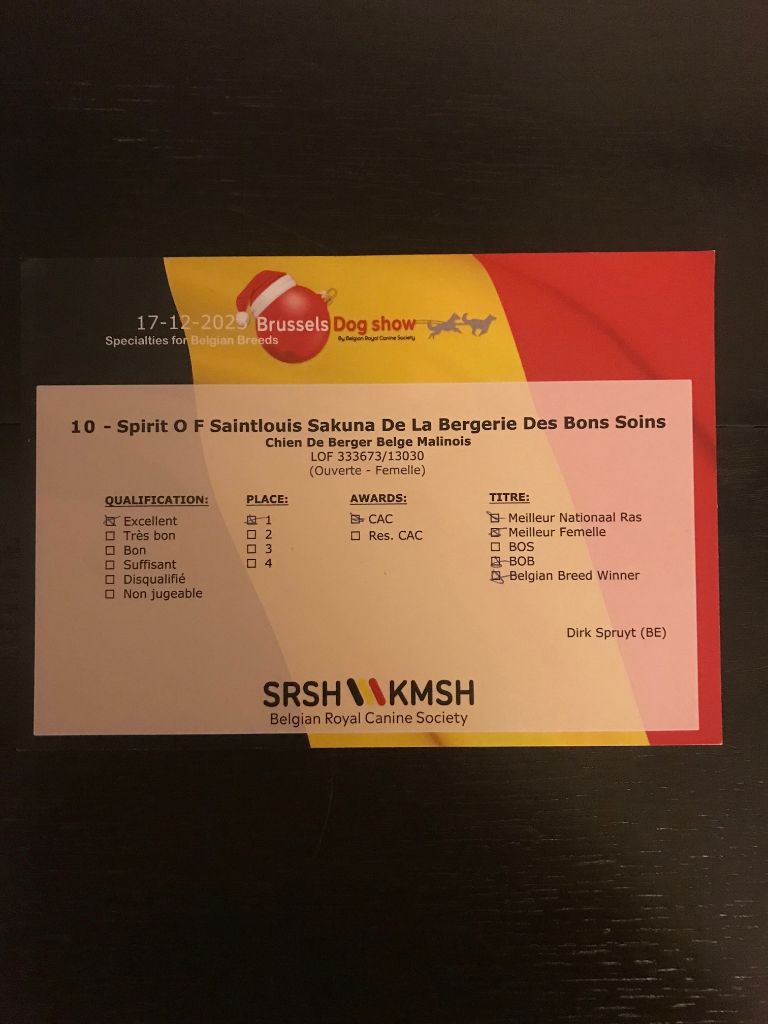 17-12-2023 Brussels Dog show
By Belgian Royal Canine Society
Specialties for Belgian Breeds
10 - Spirit O F Saintlouis Sakuna De La Bergerie Des Bons Soins
Chien De Berger Belge Malinois
LOF 333673/13030
(Ouverte - Femelle)
QUALIFICATION: PLACE: AWARDS: TITRE:
Excellent 1 CAC Meilleur Nationaal Ras
Très bon 2 Res. CAC Meilleur Femelle
Bon 3 BOS
Suffisant 4 BOB
Disqualifié Belgian Breed Winner
Non jugeable
Dirk Spruyt (BE)
SRSH KMSH
Belgian Royal Canine Society